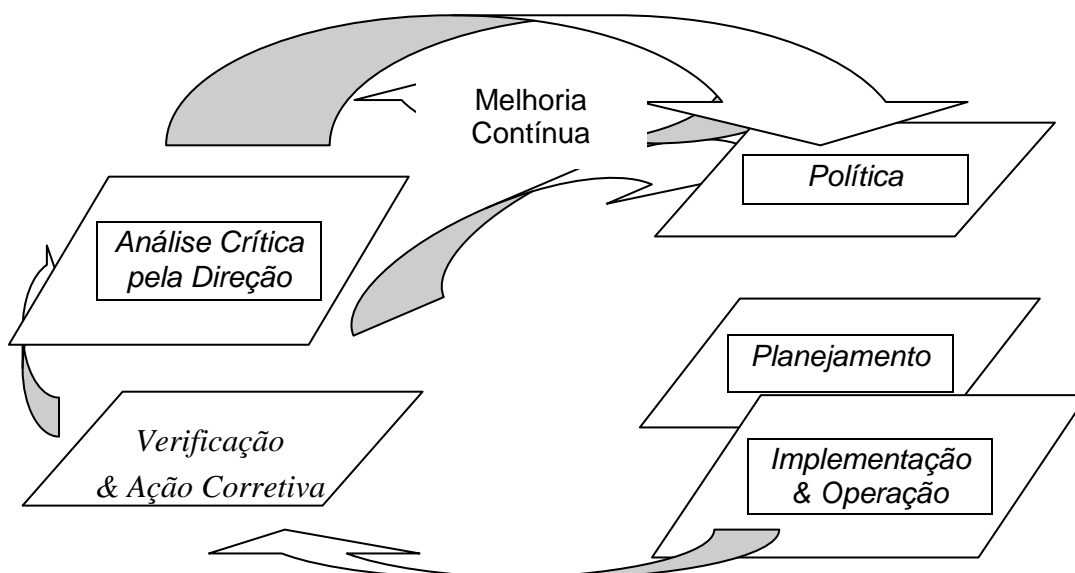 Melhoria
Contínua
Política
Análise Crítica
pela Direção
Planejamento
Verificação
& Ação Corretiva
Implementação
& Operação